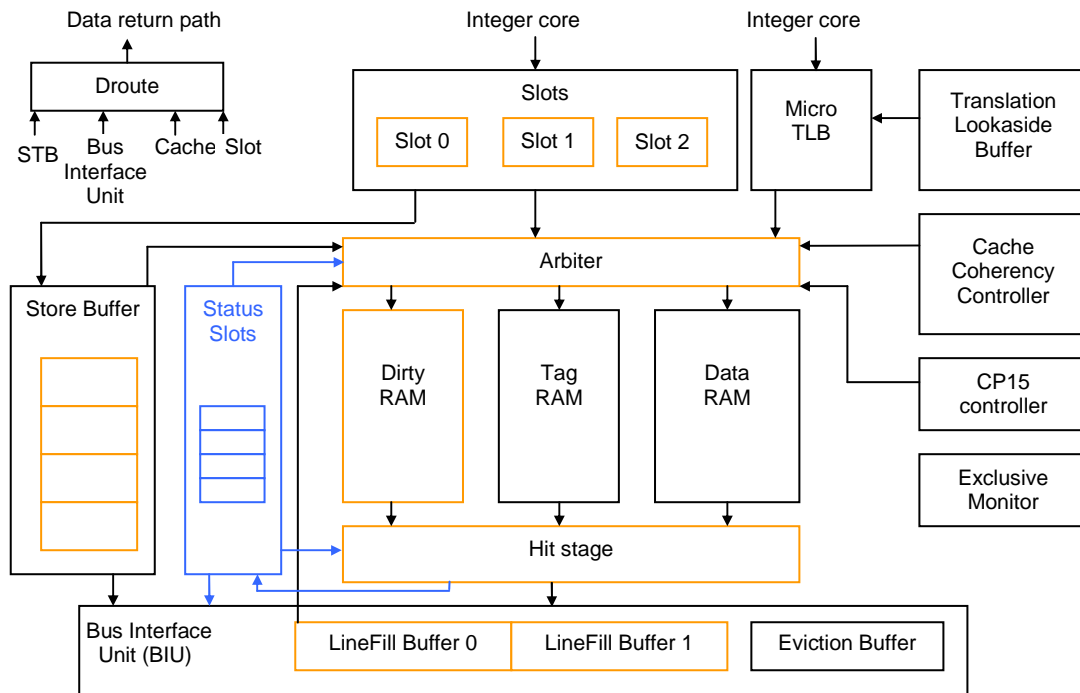 Data return path
Droute
STB
Bus
Interface
Unit
Cache
Slot
Integer core
Integer core
Slots
Slot 0
Slot 1
Slot 2
Micro
TLB
Translation
Lookaside
Buffer
Arbiter
Cache
Coherency
Controller
Store Buffer
Status
Slots
Dirty
RAM
Tag
RAM
Data
RAM
CP15
controller
Exclusive
Monitor
Hit stage
Bus Interface
Unit (BIU)
LineFill Buffer 0
LineFill Buffer 1
Eviction Buffer